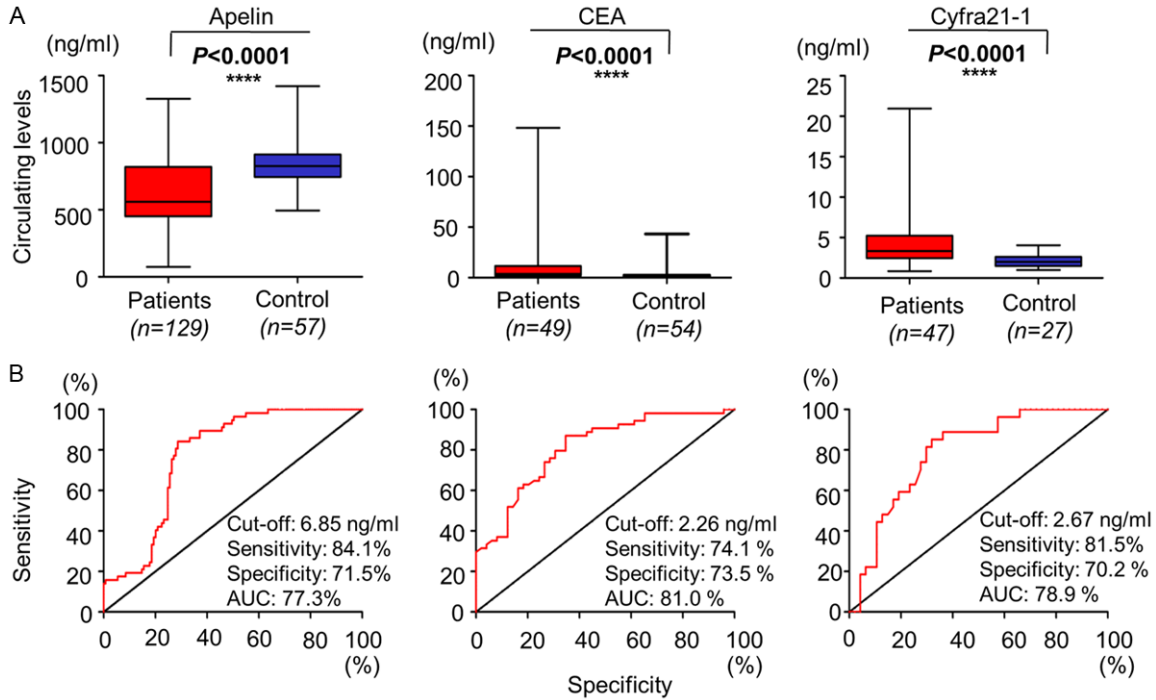 A
Apelin
CEA
Cyfra21-1
(ng/ml)
P<0.0001
****
(ng/ml)
P<0.0001
****
(ng/ml)
P<0.0001
****
Circulating levels
1500
1000
500
0
200
150
100
50
0
25
20
15
10
5
0
Patients
Control
(n=129)
(n=57)
Patients
Control
(n=49)
(n=54)
Patients
Control
(n=47)
(n=27)
B
(%)
(%)
(%)
Sensitivity
100
80
60
40
20
0
Cut-off: 6.85 ng/ml
Sensitivity: 84.1%
Specificity: 71.5%
AUC: 77.3%
0 20 40 60 80 100
(%)
100
80
60
40
20
0
Cut-off: 2.26 ng/ml
Sensitivity: 74.1 %
Specificity: 73.5 %
AUC: 81.0 %
0 20 40 60 80 100
(%)
100
80
60
40
20
0
Cut-off: 2.67 ng/ml
Sensitivity: 81.5%
Specificity: 70.2 %
AUC: 78.9 %
0 20 40 60 80 100
(%)
Specificity